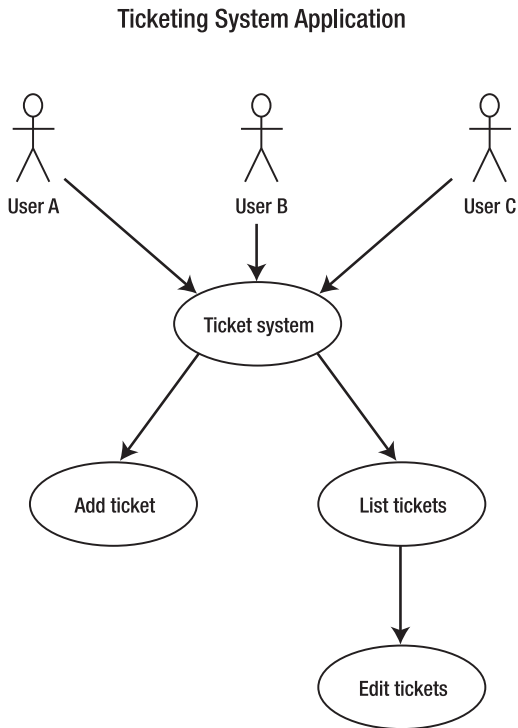 Ticketing System Application
User A
User B
User C
Ticket system
Add ticket
List tickets
Edit tickets